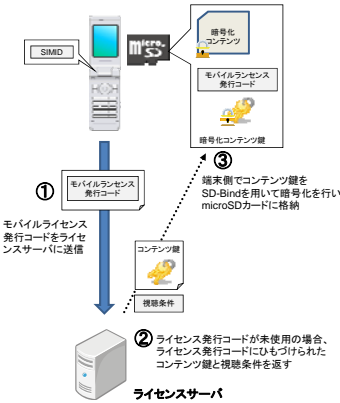 SIMID
micro
SD
暗号化
コンテンツ
モバイルランセンス
発行コード
暗号化コンテンツ鍵
③
端末側でコンテンツ鍵を
SD-Bindを用いて暗号化を行い
microSDカードに格納
①
モバイルランセンス
発行コード
モバイルライセンス
発行コードをライセ
ンスサーバに送信
コンテンツ鍵
視聴条件
②
ライセンス発行コードが未使用の場合、
ライセンス発行コードにひもづけられた
コンテンツ鍵と視聴条件を返す
ライセンスサーバ